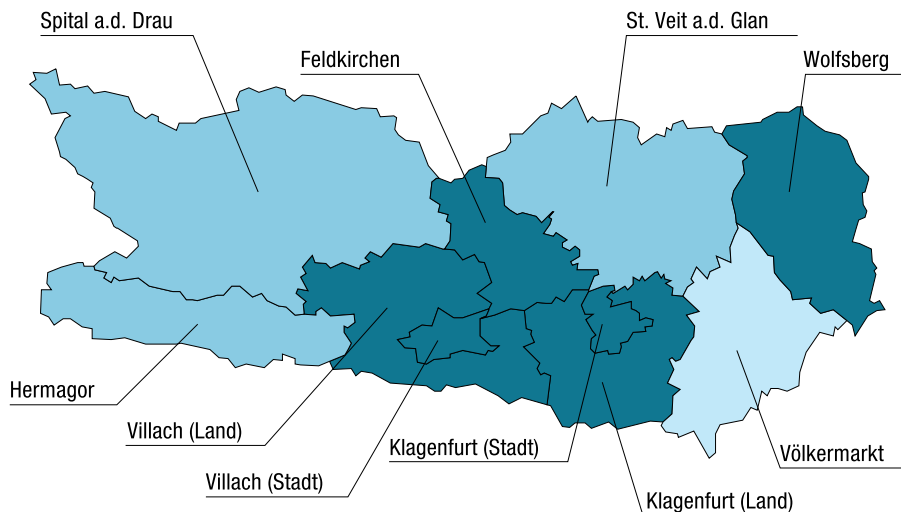 Spital a.d. Drau
St. Veit a.d. Glan
Feldkirchen
Wolfsberg
Hermagor
Villach (Land)
Klagenfurt (Stadt)
Völkermarkt
Villach (Stadt)
Klagenfurt (Land)